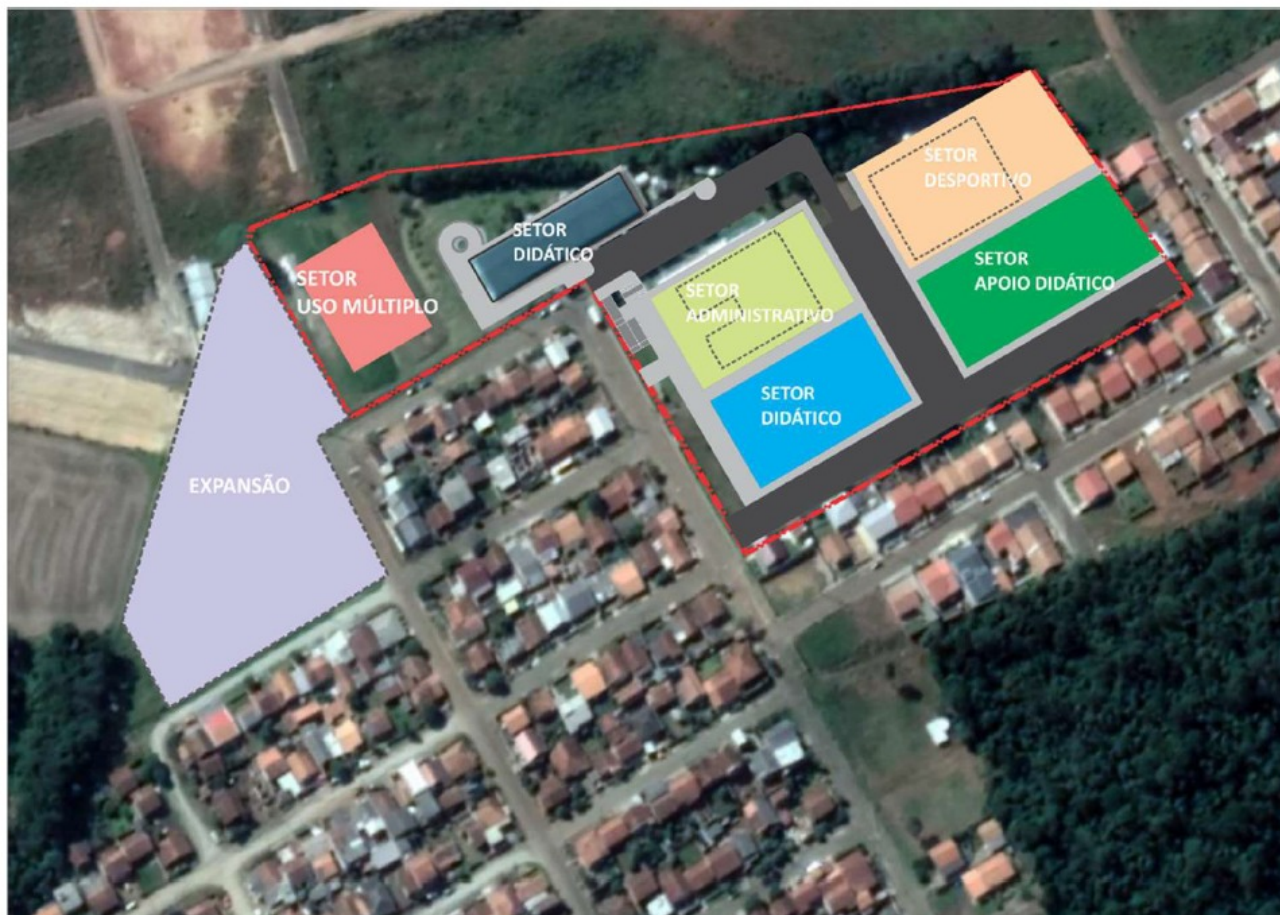 SETOR
DESPORTIVO
SETOR
DIDÁTICO
SETOR
APOIO DIDÁTICO
SETOR
USO MÚLTIPLO
SETOR
ADMINISTRATIVO
SETOR
DIDÁTICO
EXPANSÃO